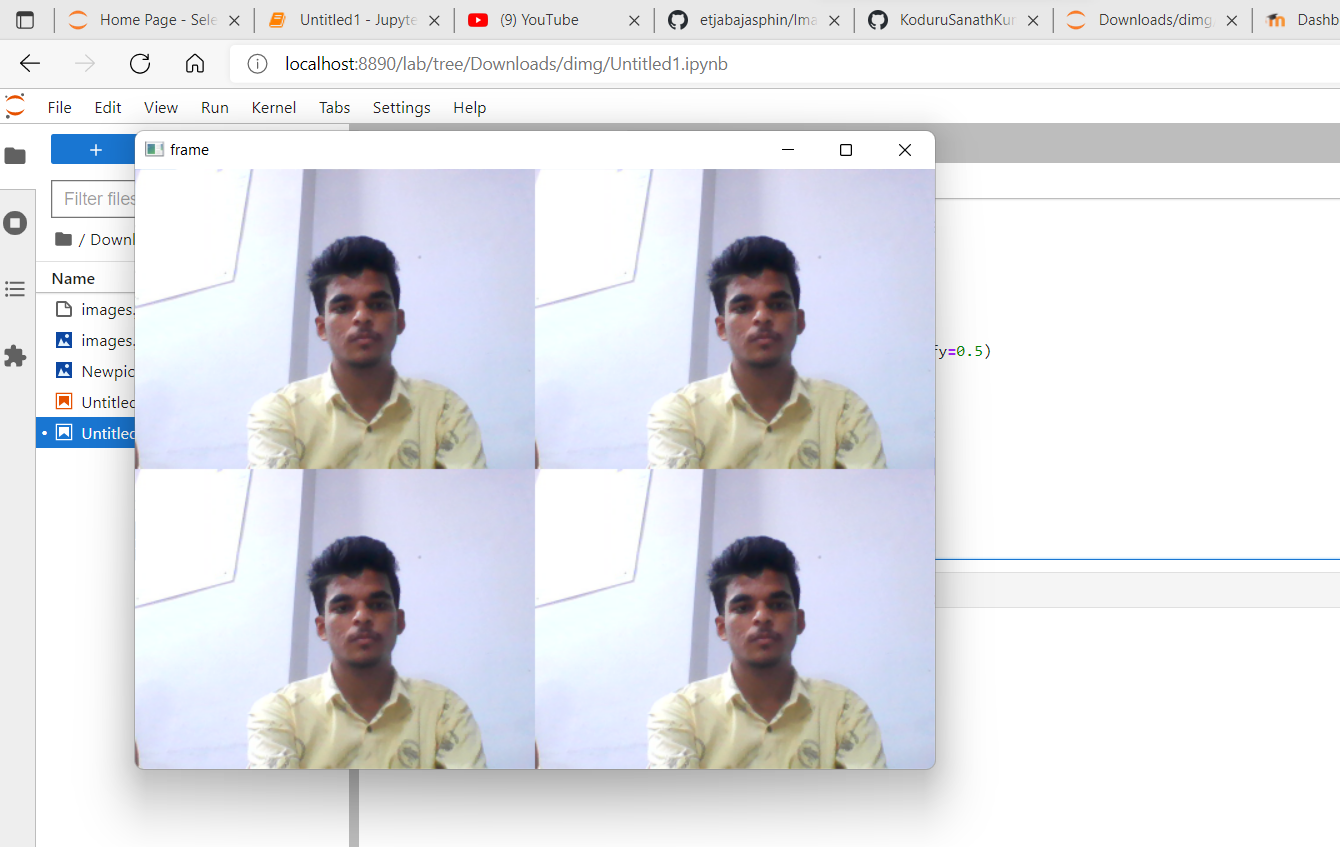 Home Page - Sele
Untitled1 - Jupyte
(9) YouTube
etjabajasphin/Ima
KoduruSanathKur
Downloads/dimg
Dashb
localhost:8890/lab/tree/Downloads/dimg/Untitled1.ipynb
File Edit View Run Kernel Tabs Settings Help
+
frame
Filter files
/ Downl
Name
images.
images.
Newpic
Untitled
Untitled
fy=0.5)